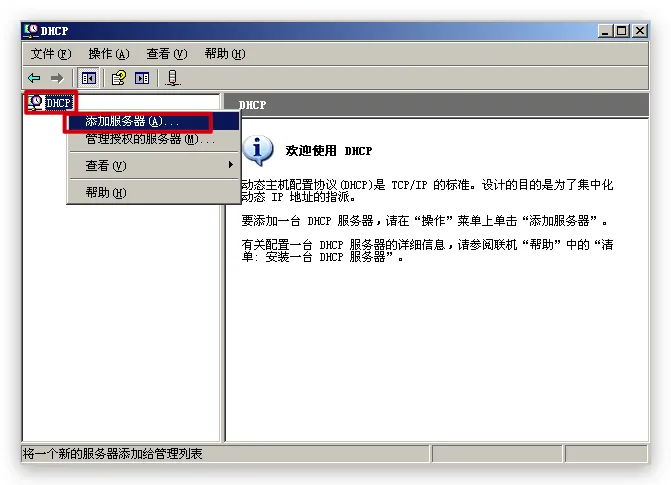 DHCP
文件(F) 操作(A) 查看(V) 帮助(H)
DHCP
添加服务器(A)...
管理授权的服务器(M)...
查看(V)
帮助(H)
DHCP
欢迎使用 DHCP
动态主机配置协议(DHCP)是 TCP/IP 的标准。设计的目的是为了集中化
动态 IP 地址的指派。
要添加一台 DHCP 服务器,请在“操作”菜单上单击“添加服务器”。
有关配置一台 DHCP 服务器的详细信息,请参阅联机“帮助”中的“清
单: 安装一台 DHCP 服务器”。
将一个新的服务器添加给管理列表